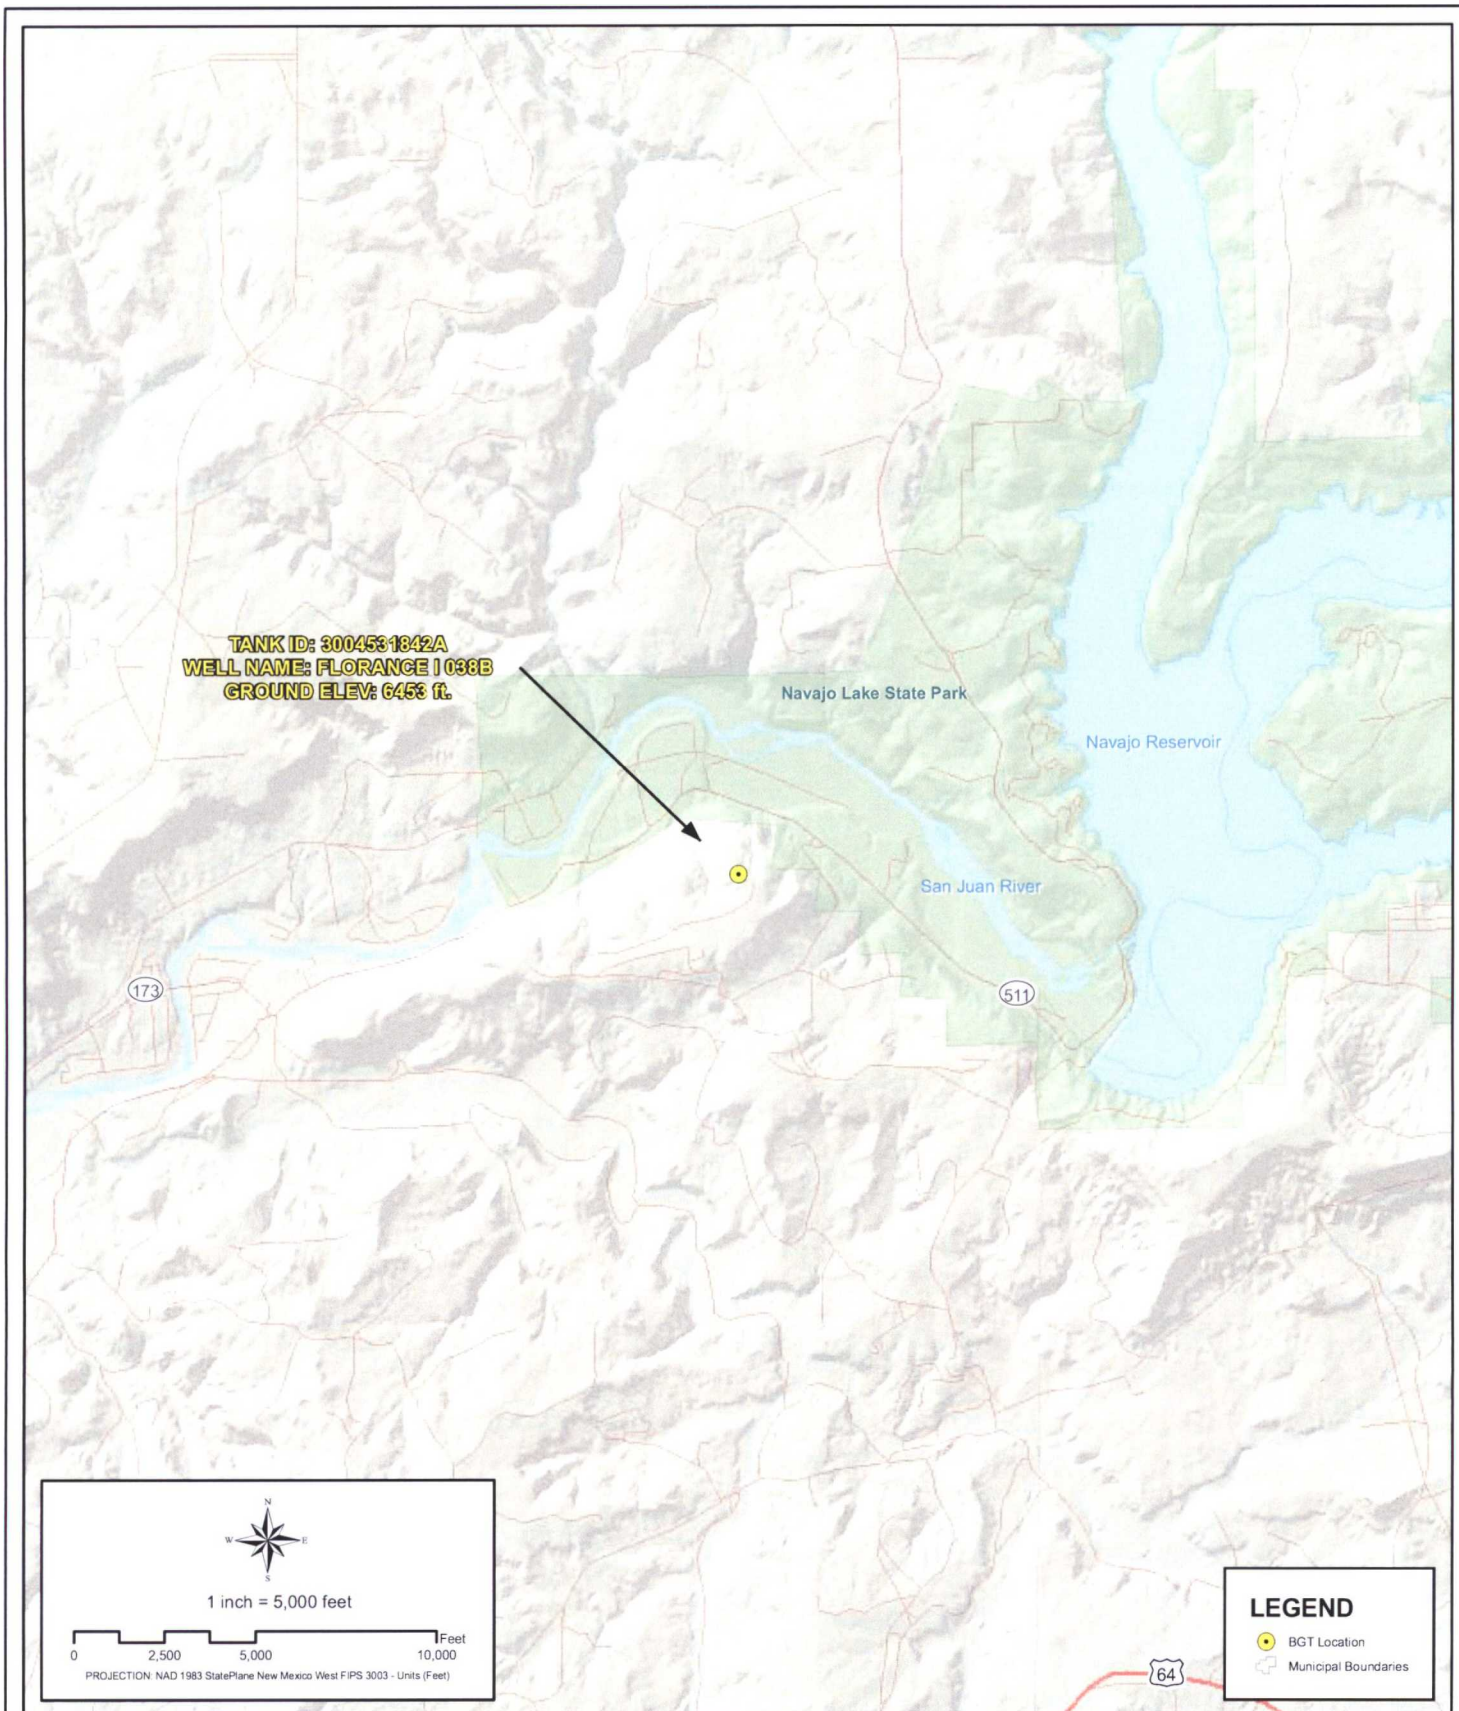 TANK ID: 3004531842A
WELL NAME: FLORANCE I 038B
GROUND ELEV: 6453 ft.
Navajo Lake State Park
Navajo Reservoir
San Juan River
173
511
N
W E
S
1 inch = 5,000 feet
Feet
0 2,500 5,000 10,000
PROJECTION: NAD 1983 StatePlane New Mexico West FIPS 3003 - Units (Feet)
LEGEND
BGT Location
Municipal Boundaries
64